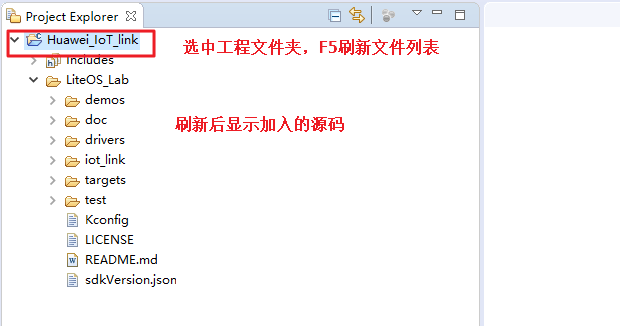 Project Explorer
Huawei_IoT_link
选中工程文件夹，F5刷新文件列表
Includes
LiteOS_Lab
demos
doc
刷新后显示加入的源码
drivers
iot_link
targets
test
Kconfig
LICENSE
README.md
sdkVersion.json